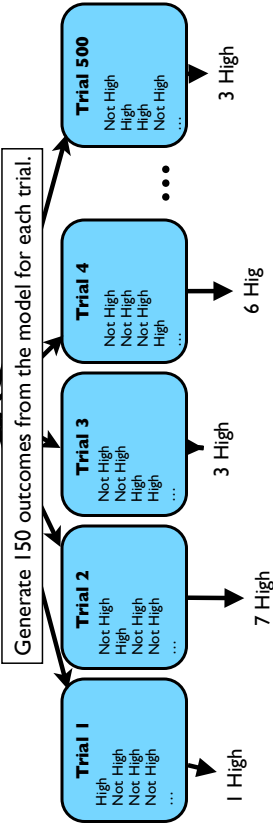 Generate 150 outcomes from the model for each trial.
Trial 1
High
Not High
Not High
Not High
...
1 High
Trial 2
Not High
High
Not High
Not High
...
7 High
Trial 3
Not High
Not High
High
High
...
3 High
Trial 4
Not High
Not High
Not High
High
...
6 Hig
...
Trial 500
Not High
High
High
Not High
...
3 High